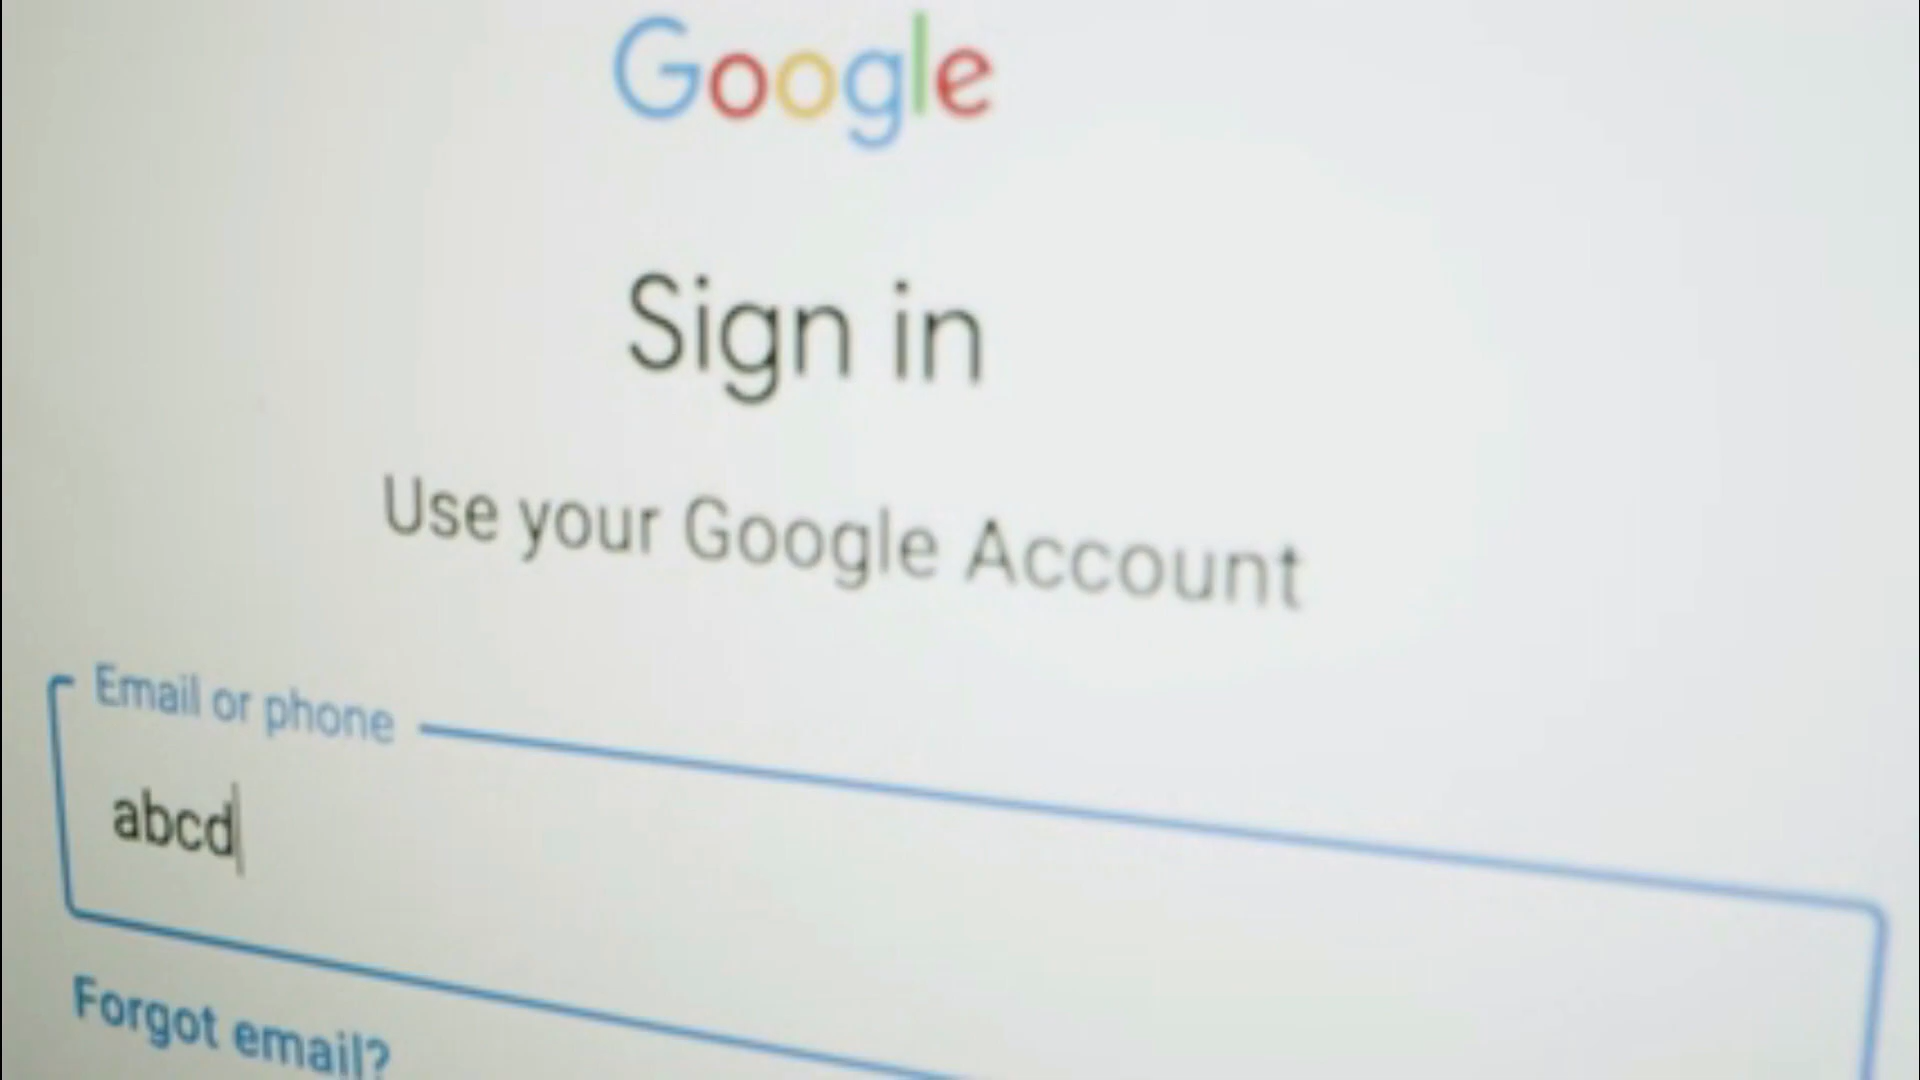 Google
Sign in
Use your Google Account
Email or phone
abcd
Forgot email?